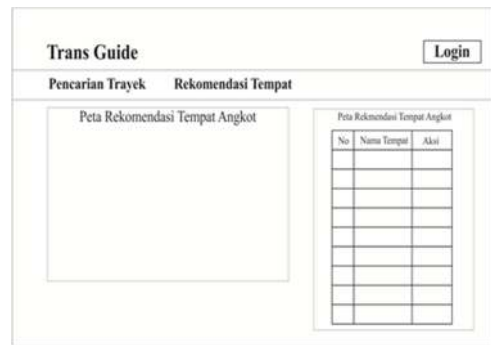 Trans Guide
Login
Pencarian Trayek Rekomendasi Tempat
Peta Rekomendasi Tempat Angkot
Peta Rekmendasi Tempat Angkot
No Nama Tempat Aksi